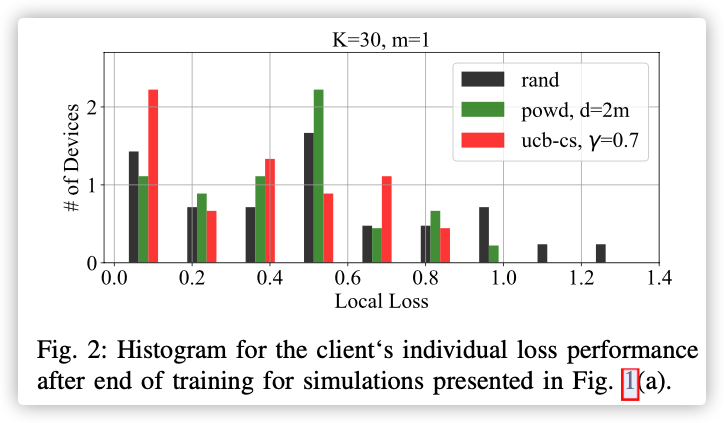 K=30, m=1
# of Devices
2
1
0
rand
powd, d=2m
ucb-cs, γ=0.7
0.0 0.2 0.4 0.6 0.8 1.0 1.2 1.4
Local Loss
Fig. 2: Histogram for the client‘s individual loss performance
after end of training for simulations presented in Fig. 1(a).